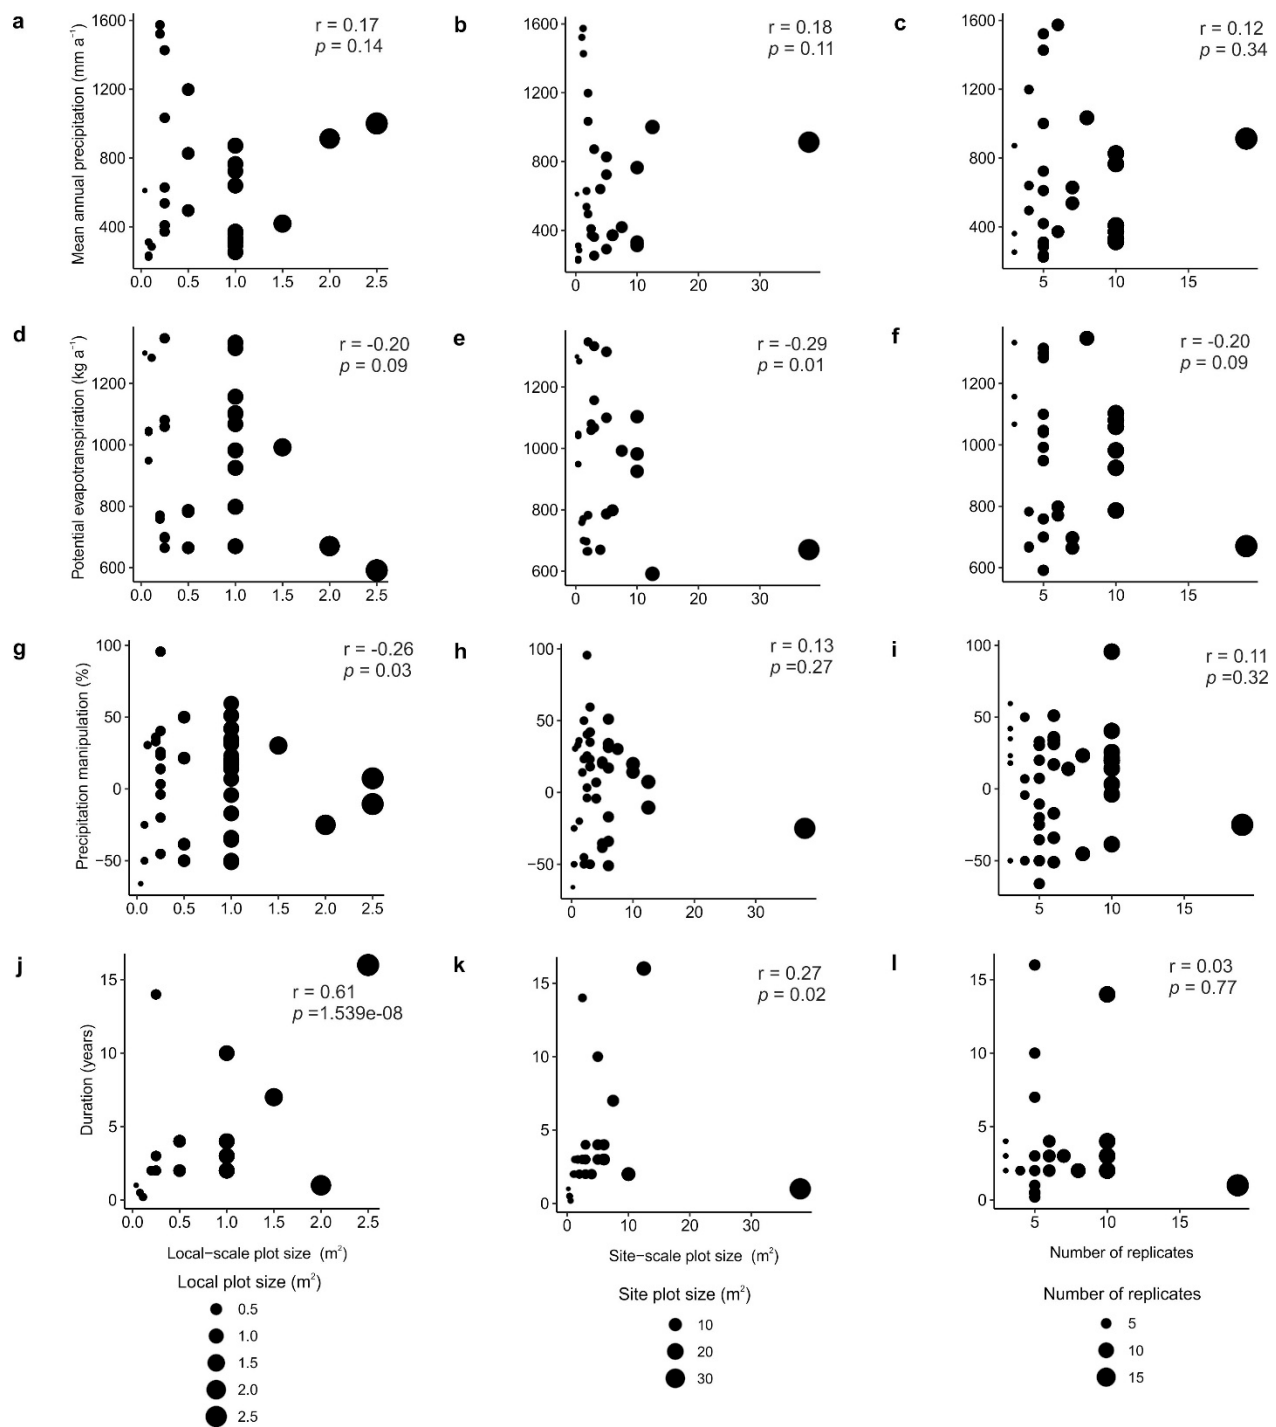 a
r = 0.17
p = 0.14
Mean annual precipitation (mm a⁻¹)
1600
1200
800
400
0.0 0.5 1.0 1.5 2.0 2.5
b
r = 0.18
p = 0.11
1600
1200
800
400
0 10 20 30
c
r = 0.12
p = 0.34
1600
1200
800
400
5 10 15
d
r = -0.20
p = 0.09
Potential evapotranspiration (kg a⁻¹)
1200
1000
800
600
0.0 0.5 1.0 1.5 2.0 2.5
e
r = -0.29
p = 0.01
1200
1000
800
600
0 10 20 30
f
r = -0.20
p = 0.09
1200
1000
800
600
5 10 15
g
r = -0.26
p = 0.03
Precipitation manipulation (%)
100
50
0
−50
0.0 0.5 1.0 1.5 2.0 2.5
h
r = 0.13
p =0.27
100
50
0
−50
0 10 20 30
i
r = 0.11
p =0.32
100
50
0
−50
5 10 15
j
r = 0.61
p =1.539e-08
Duration (years)
15
10
5
0
0.0 0.5 1.0 1.5 2.0 2.5
Local−scale plot size (m²)
k
r = 0.27
p = 0.02
15
10
5
0
0 10 20 30
Site−scale plot size (m²)
l
r = 0.03
p = 0.77
15
10
5
0
5 10 15
Number of replicates
Local plot size (m²)
0.5
1.0
1.5
2.0
2.5
Site plot size (m²)
10
20
30
Number of replicates
5
10
15